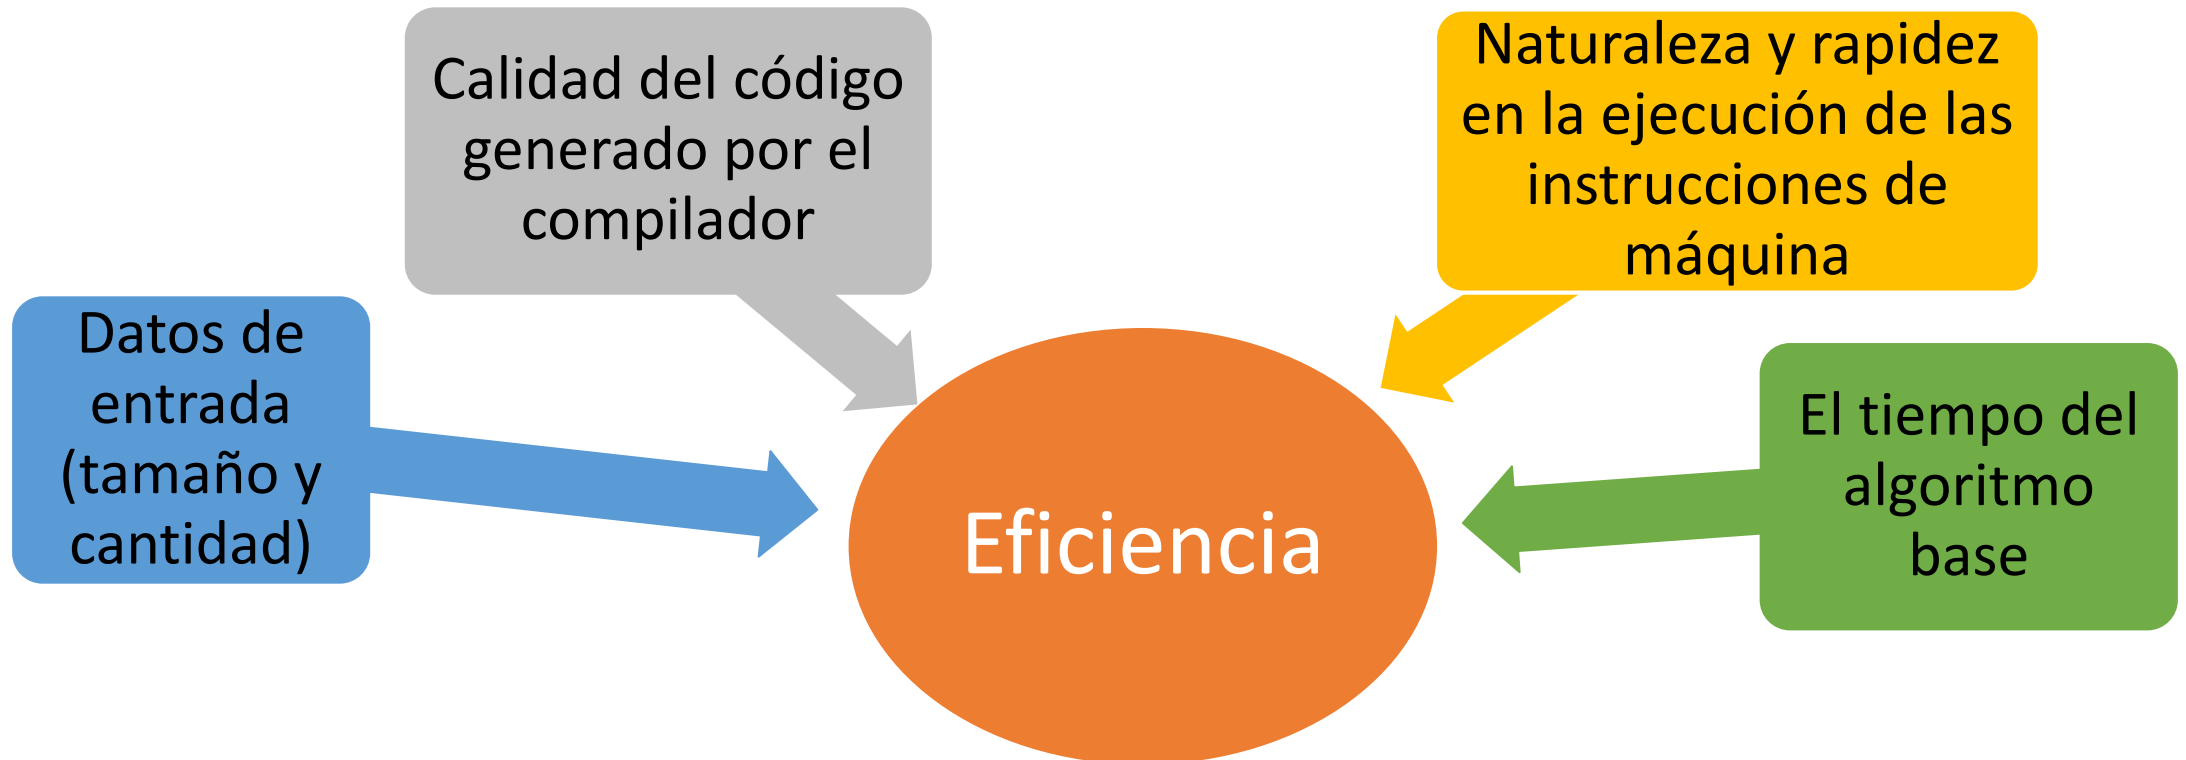 Calidad del código
generado por el
compilador
Naturaleza y rapidez
en la ejecución de las
instrucciones de
máquina
Datos de
entrada
(tamaño y
cantidad)
El tiempo del
algoritmo
base
Eficiencia